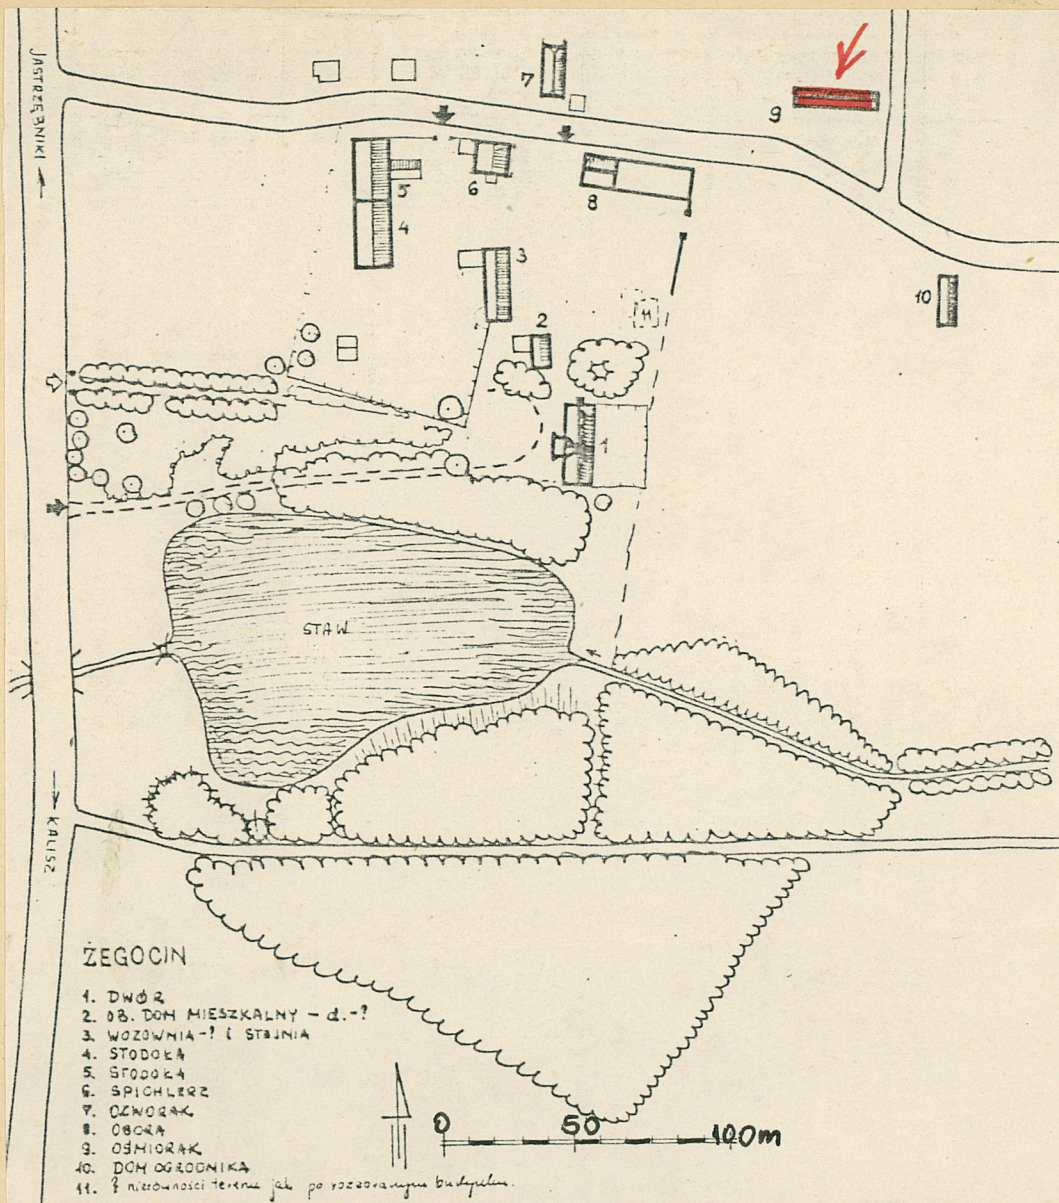 JASTRZĘBNIKI
7
9
5
6
8
4
3
10
2
11
1
STAW
KALISZ
ŻEGOCIN
1. DWÓR
2. OB. DOM MIESZKALNY - d.-?
3. WOZOWNIA-? i STAJNIA
4. STODOŁA
5. STODOŁA
6. SPICHLERZ
7. CZWORAK
8. OBORA
9. OŚMIORAK
10. DOM OGRODNIKA
11. ? nierówności terenu jak po rozebranym budynku.
0 50 100m